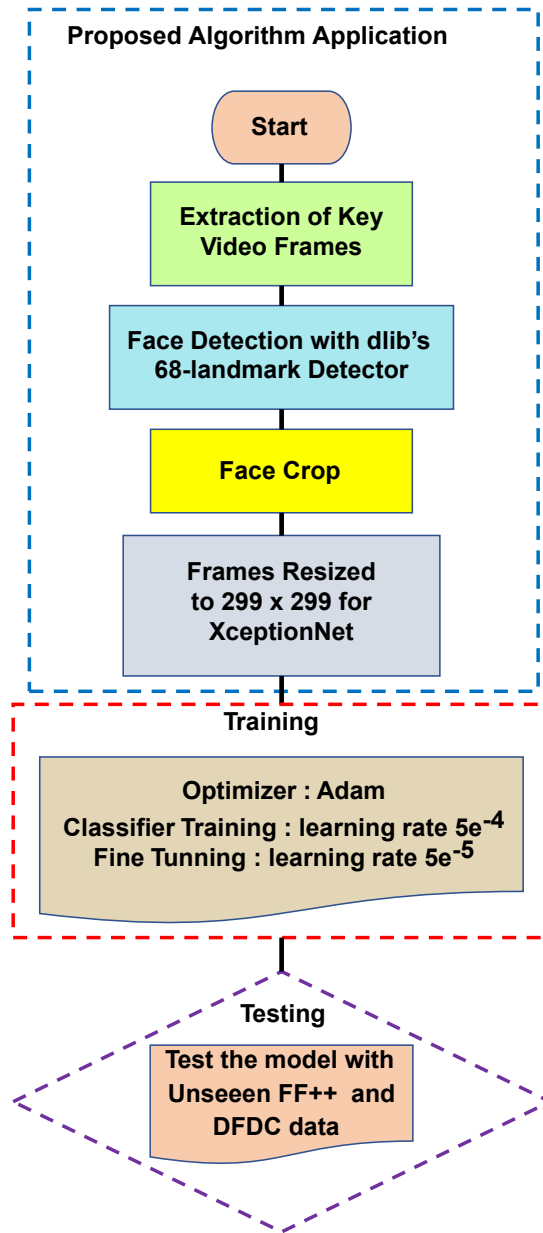 Proposed Algorithm Application
Start
Extraction of Key
Video Frames
Face Detection with dlib's
68-landmark Detector
Face Crop
Frames Resized
to 299 x 299 for
XceptionNet
Training
Optimizer : Adam
Classifier Training : learning rate 5e-4
Fine Tunning : learning rate 5e-5
Testing
Test the model with
Unseeen FF++ and
DFDC data